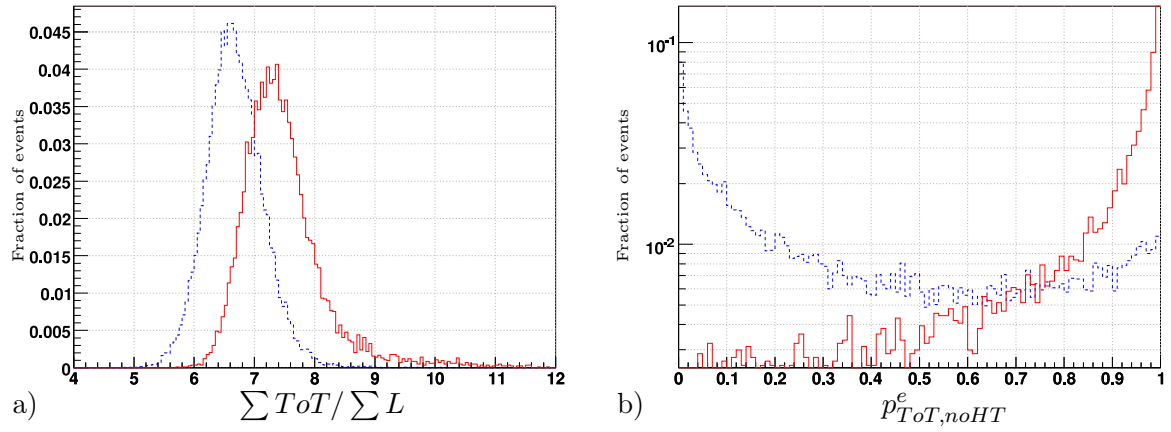 0.045
0.04
0.035
0.03
0.025
0.02
0.015
0.01
0.005
0
Fraction of events
4 5 6 7 8 9 10 11 12
a) ∑ ToT/ ∑ L
10⁻¹
10⁻²
Fraction of events
0 0.1 0.2 0.3 0.4 0.5 0.6 0.7 0.8 0.9 1
b) p^e_{ToT,noHT}